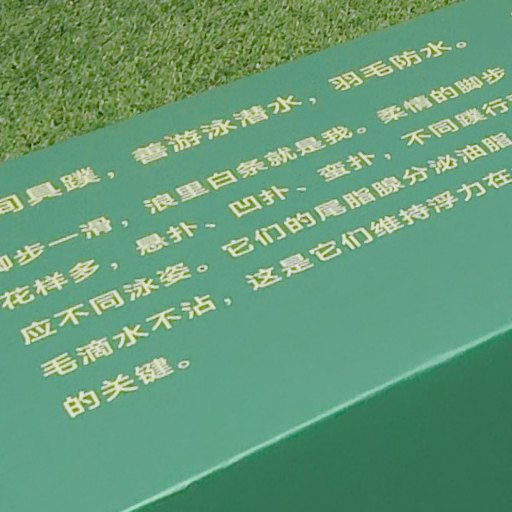 间具蹼，善游泳潜水，羽毛防水。
脚步一滑，浪里白条就是我。柔情的脚步
花样多，悬扑、凹扑、蛮扑，不同蹼行
应不同泳姿。它们的尾脂腺分泌油脂
毛滴水不沾，这是它们维持浮力在
的关键。